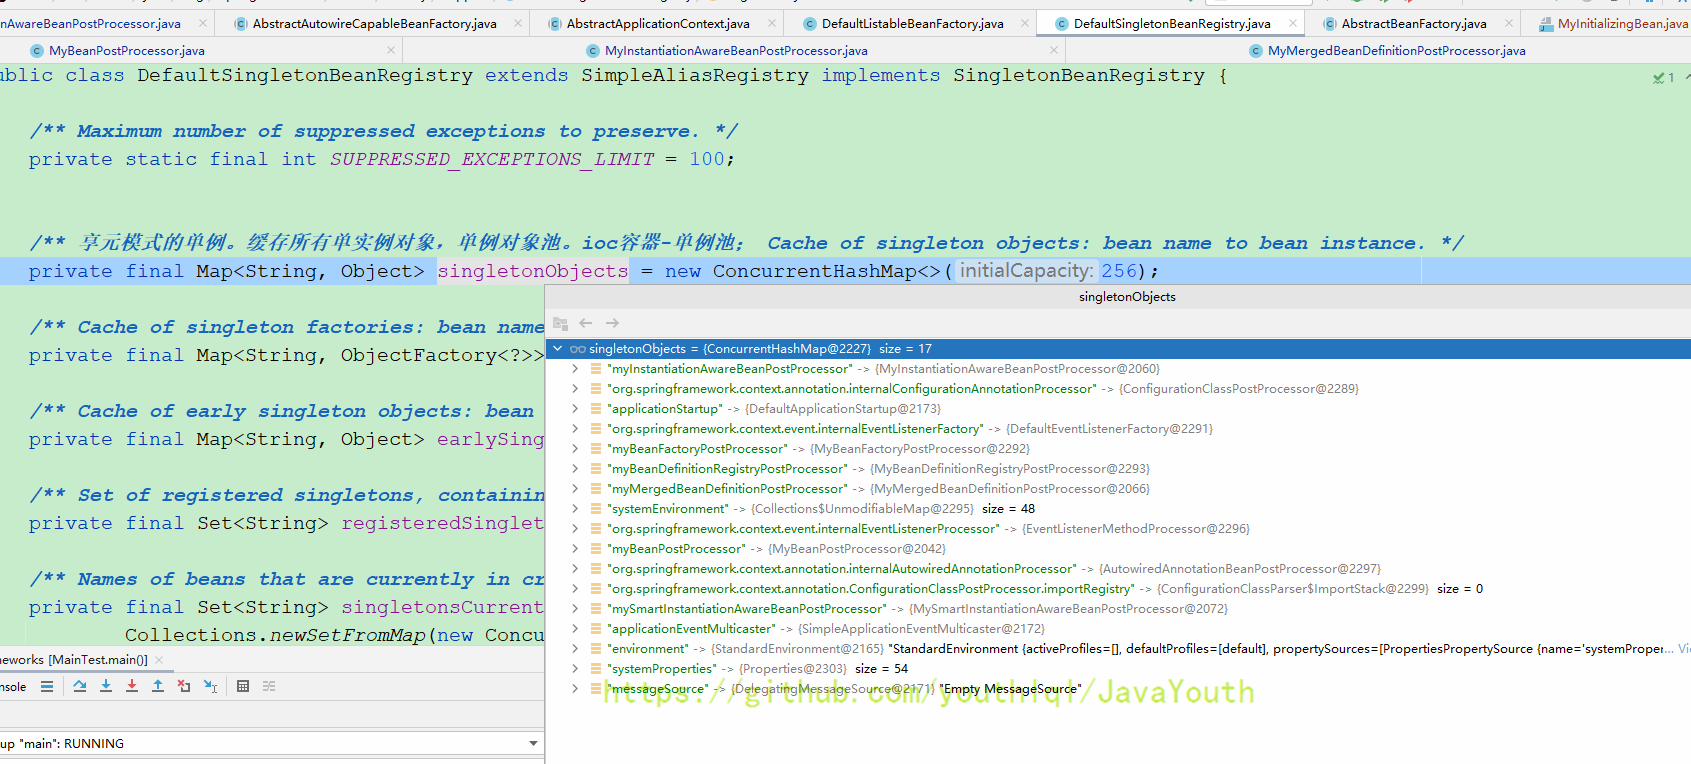 nAwareBeanPostProcessor.java AbstractAutowireCapableBeanFactory.java AbstractApplicationContext.java DefaultListableBeanFactory.java DefaultSingletonBeanRegistry.java AbstractBeanFactory.java MyInitializingBean.java
MyBeanPostProcessor.java MyInstantiationAwareBeanPostProcessor.java MyMergedBeanDefinitionPostProcessor.java
ublic class DefaultSingletonBeanRegistry extends SimpleAliasRegistry implements SingletonBeanRegistry {
1
/** Maximum number of suppressed exceptions to preserve. */
private static final int SUPPRESSED_EXCEPTIONS_LIMIT = 100;
/** 享元模式的单例。缓存所有单实例对象，单例对象池。ioc容器-单例池； Cache of singleton objects: bean name to bean instance. */
private final Map<String, Object> singletonObjects = new ConcurrentHashMap<>( initialCapacity: 256);
singletonObjects
/** Cache of singleton factories: bean name
private final Map<String, ObjectFactory<?>>
/** Cache of early singleton objects: bean
private final Map<String, Object> earlySing
/** Set of registered singletons, containin
private final Set<String> registeredSinglet
/** Names of beans that are currently in cr
private final Set<String> singletonsCurrent
Collections.newSetFromMap(new Concu
singletonObjects = {ConcurrentHashMap@2227} size = 17
"myInstantiationAwareBeanPostProcessor" -> {MyInstantiationAwareBeanPostProcessor@2060}
"org.springframework.context.annotation.internalConfigurationAnnotationProcessor" -> {ConfigurationClassPostProcessor@2289}
"applicationStartup" -> {DefaultApplicationStartup@2173}
"org.springframework.context.event.internalEventListenerFactory" -> {DefaultEventListenerFactory@2291}
"myBeanFactoryPostProcessor" -> {MyBeanFactoryPostProcessor@2292}
"myBeanDefinitionRegistryPostProcessor" -> {MyBeanDefinitionRegistryPostProcessor@2293}
"myMergedBeanDefinitionPostProcessor" -> {MyMergedBeanDefinitionPostProcessor@2066}
"systemEnvironment" -> {Collections$UnmodifiableMap@2295} size = 48
"org.springframework.context.event.internalEventListenerProcessor" -> {EventListenerMethodProcessor@2296}
"myBeanPostProcessor" -> {MyBeanPostProcessor@2042}
"org.springframework.context.annotation.internalAutowiredAnnotationProcessor" -> {AutowiredAnnotationBeanPostProcessor@2297}
"org.springframework.context.annotation.ConfigurationClassPostProcessor.importRegistry" -> {ConfigurationClassParser$ImportStack@2299} size = 0
"mySmartInstantiationAwareBeanPostProcessor" -> {MySmartInstantiationAwareBeanPostProcessor@2072}
"applicationEventMulticaster" -> {SimpleApplicationEventMulticaster@2172}
"environment" -> {StandardEnvironment@2165} "StandardEnvironment {activeProfiles=[], defaultProfiles=[default], propertySources=[PropertiesPropertySource {name='systemProper... Vi
"systemProperties" -> {Properties@2303} size = 54
"messageSource" -> {DelegatingMessageSource@2171} "Empty MessageSource"
https://github.com/youthlql/JavaYouth
neworks [MainTest.main()]
nsole
up "main": RUNNING